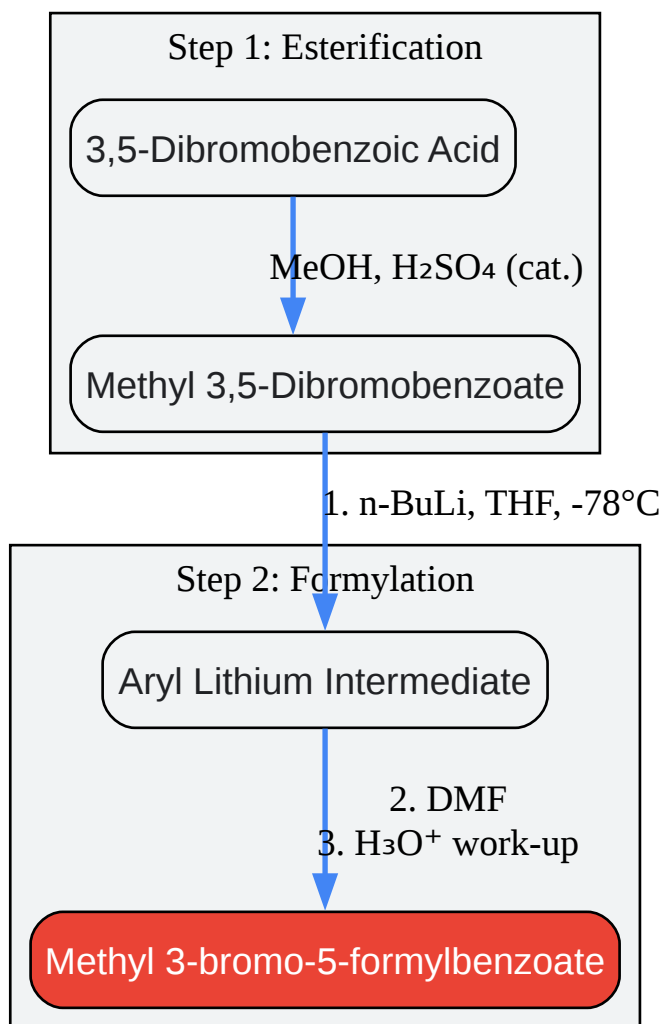 Step 1: Esterification
3,5-Dibromobenzoic Acid
MeOH, H₂SO₄ (cat.)
Methyl 3,5-Dibromobenzoate
1. n-BuLi, THF, -78°C
Step 2: Formylation
Aryl Lithium Intermediate
2. DMF
3. H₃O⁺ work-up
Methyl 3-bromo-5-formylbenzoate